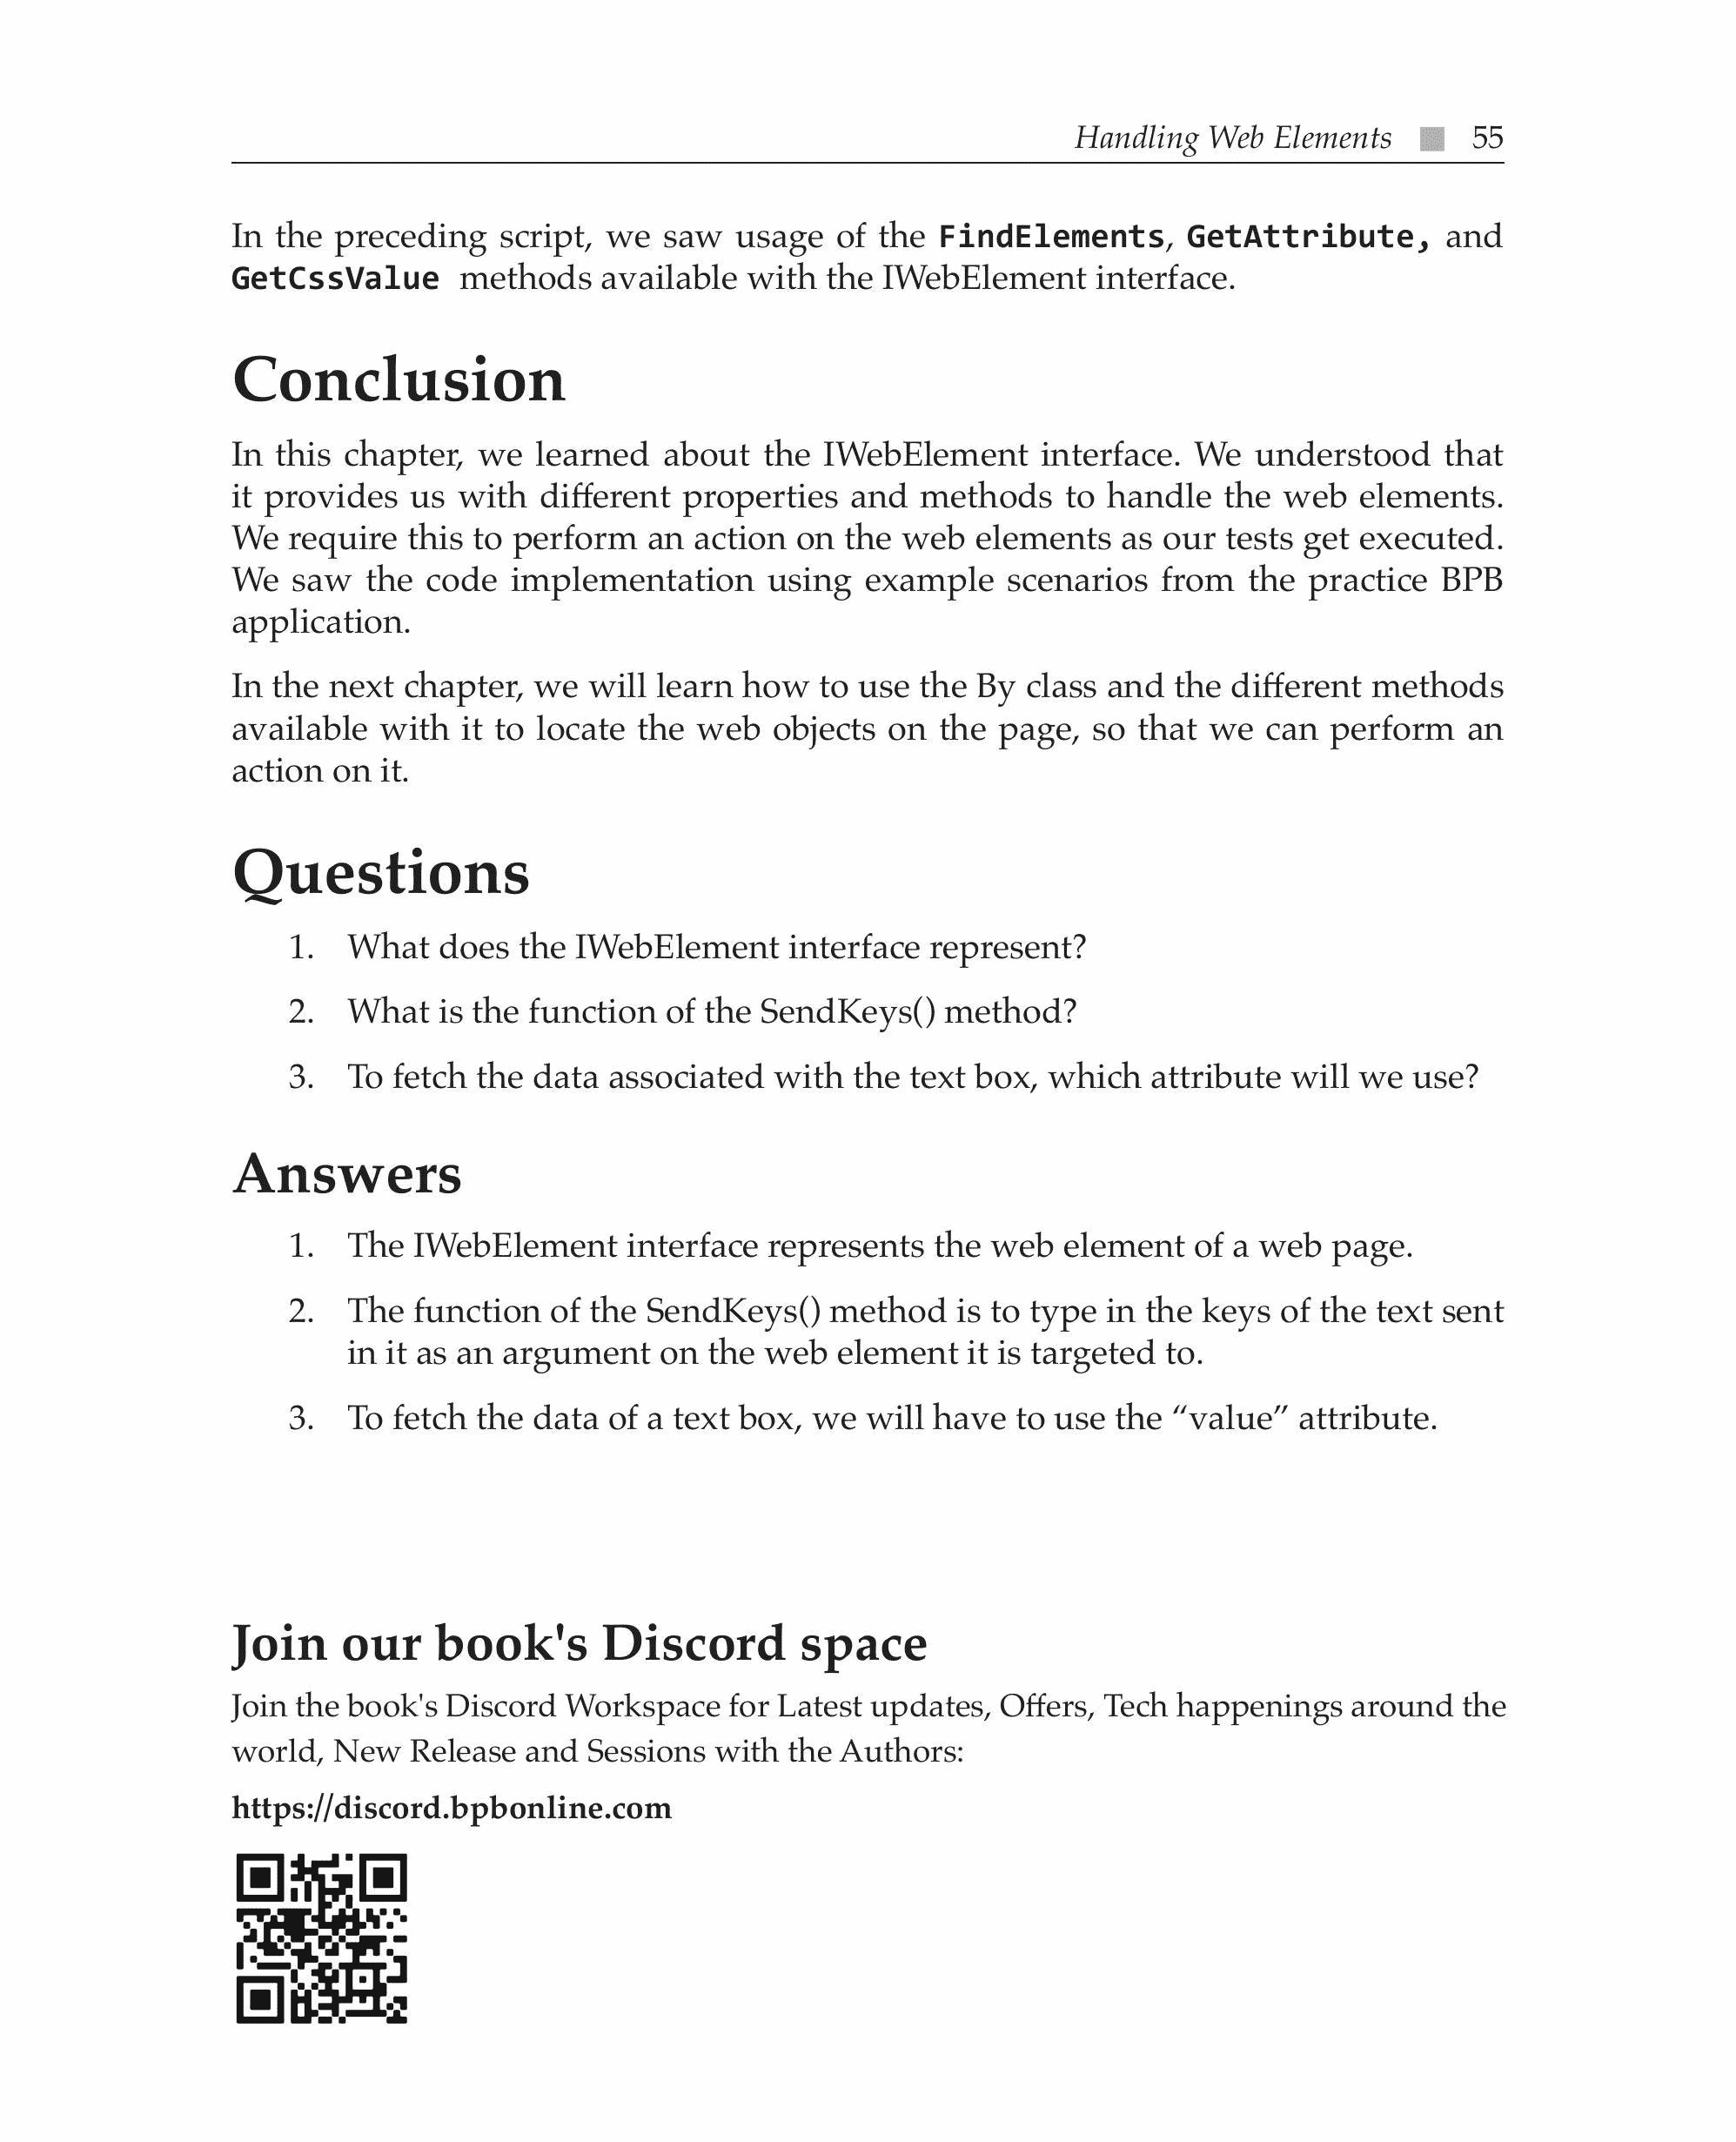 Handling Web Elements 55
In the preceding script, we saw usage of the FindElements, GetAttribute, and
GetCssValue methods available with the IWebElement interface.
Conclusion
In this chapter, we learned about the IWebElement interface. We understood that
it provides us with different properties and methods to handle the web elements.
We require this to perform an action on the web elements as our tests get executed.
We saw the code implementation using example scenarios from the practice BPB
application.
In the next chapter, we will learn how to use the By class and the different methods
available with it to locate the web objects on the page, so that we can perform an
action on it.
Questions
1. What does the IWebElement interface represent?
2. What is the function of the SendKeys() method?
3. To fetch the data associated with the text box, which attribute will we use?
Answers
1. The IWebElement interface represents the web element of a web page.
2. The function of the SendKeys() method is to type in the keys of the text sent
in it as an argument on the web element it is targeted to.
3. To fetch the data of a text box, we will have to use the “value” attribute.
Join our book's Discord space
Join the book's Discord Workspace for Latest updates, Offers, Tech happenings around the
world, New Release and Sessions with the Authors:
https://discord.bpbonline.com